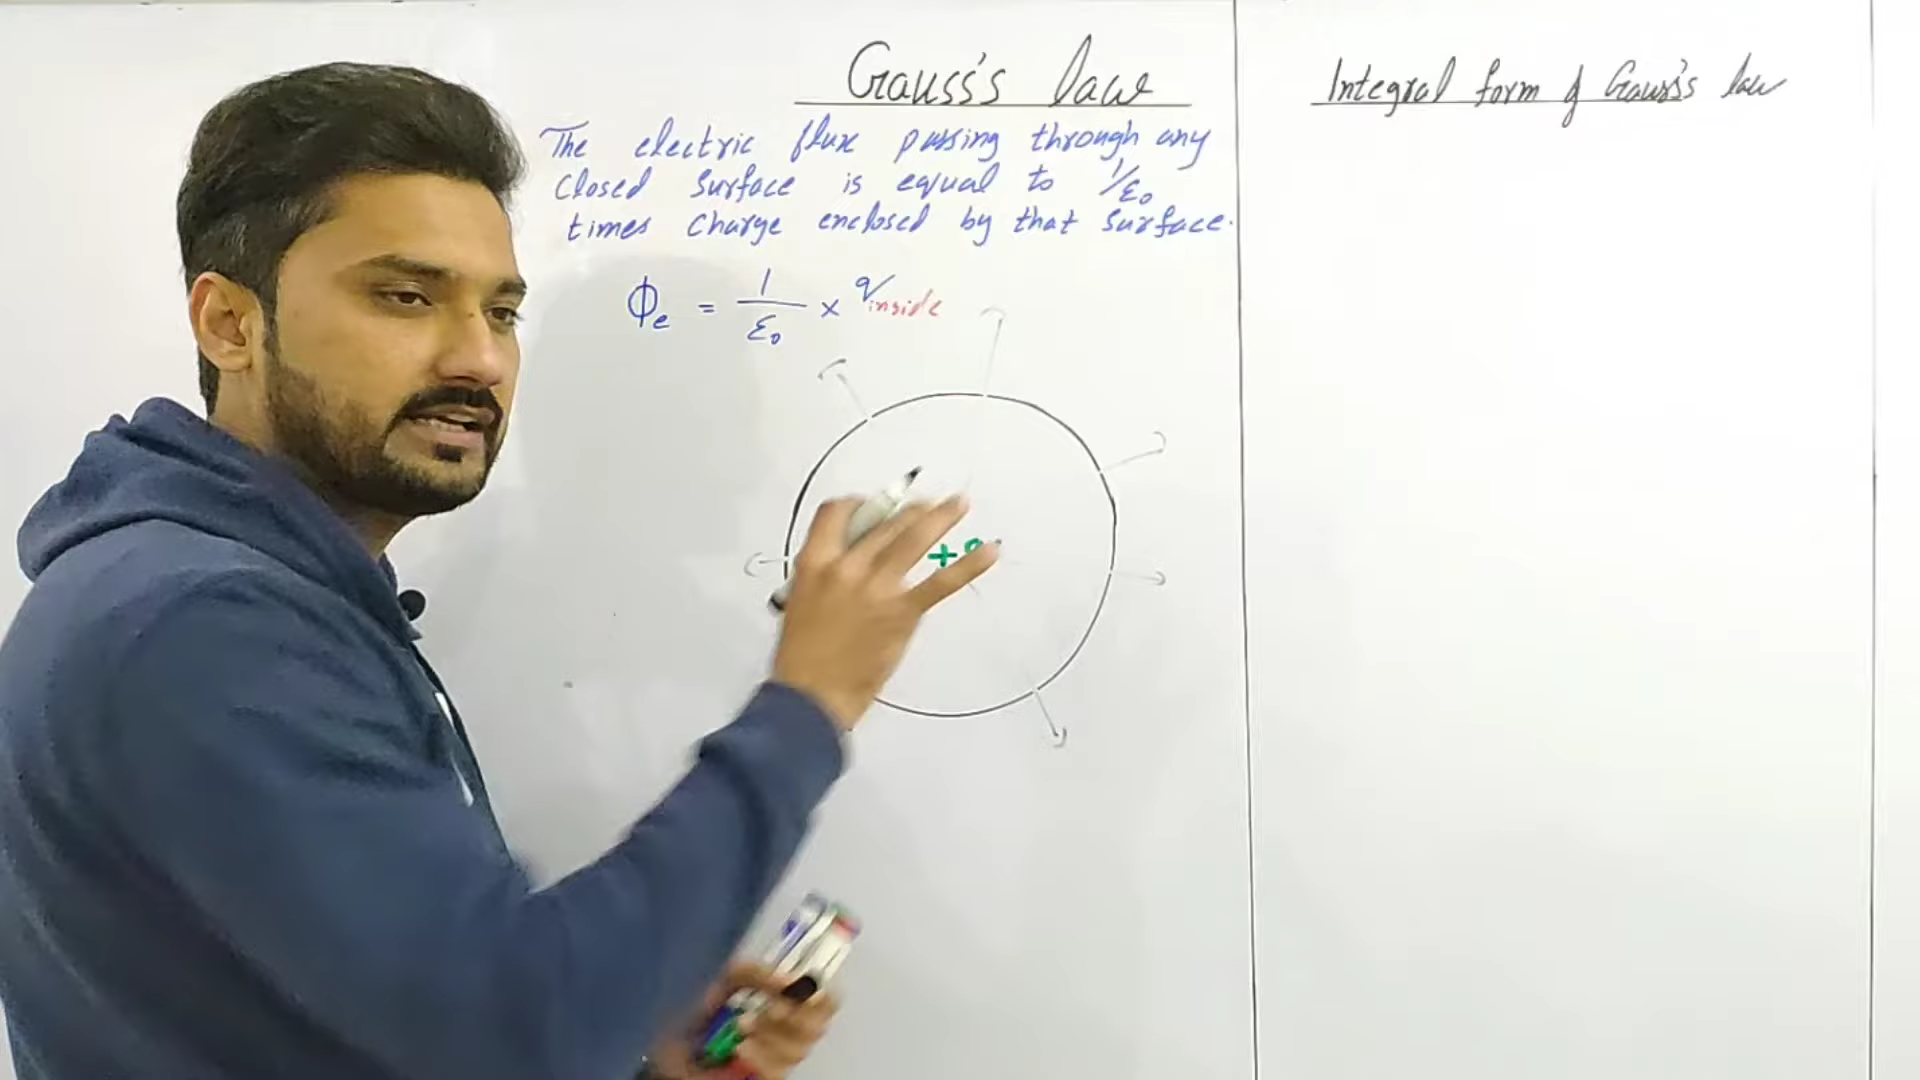 Gauss's law
The electric flux passing through any
closed surface is equal to 1/ε₀
times charge enclosed by that surface.
ϕe = 1/ε₀ × q inside
+
Integral form of Gauss's law